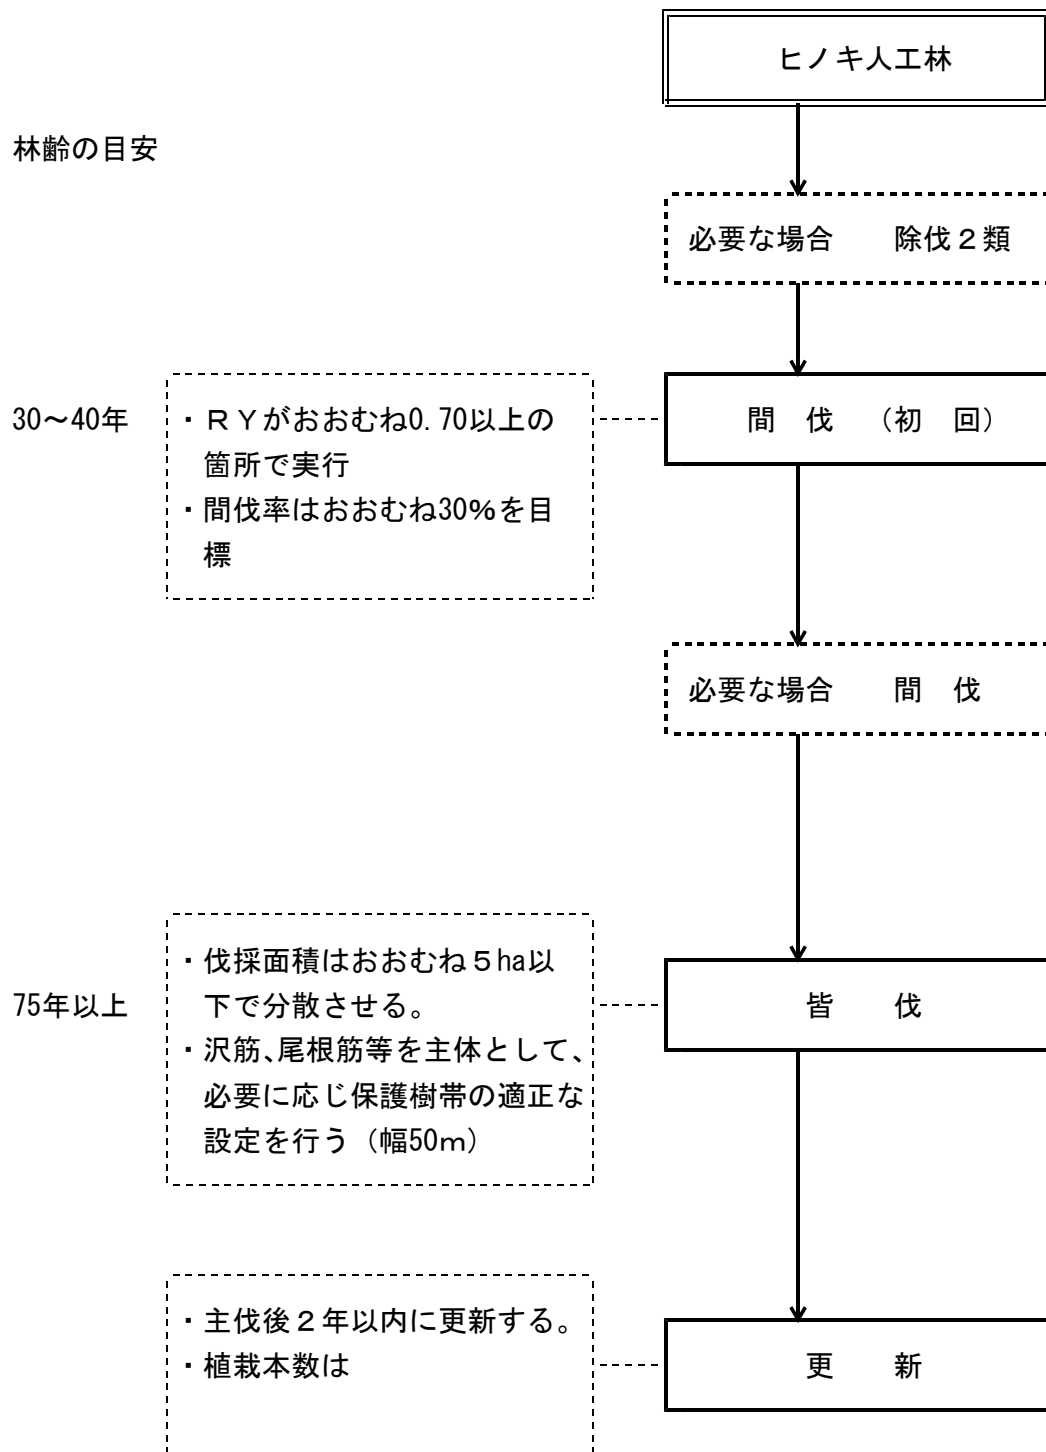 ヒノキ人工林
林齢の目安
必要な場合　　除伐２類
30～40年
・ＲＹがおおむね0.70以上の
箇所で実行
・間伐率はおおむね30％を目
標
間　伐　（初　回）
必要な場合　　間　伐
75年以上
・伐採面積はおおむね５ha以
下で分散させる。
・沢筋、尾根筋等を主体として、
必要に応じ保護樹帯の適正な
設定を行う（幅50ｍ）
皆　　伐
・主伐後２年以内に更新する。
・植栽本数は
更　　新